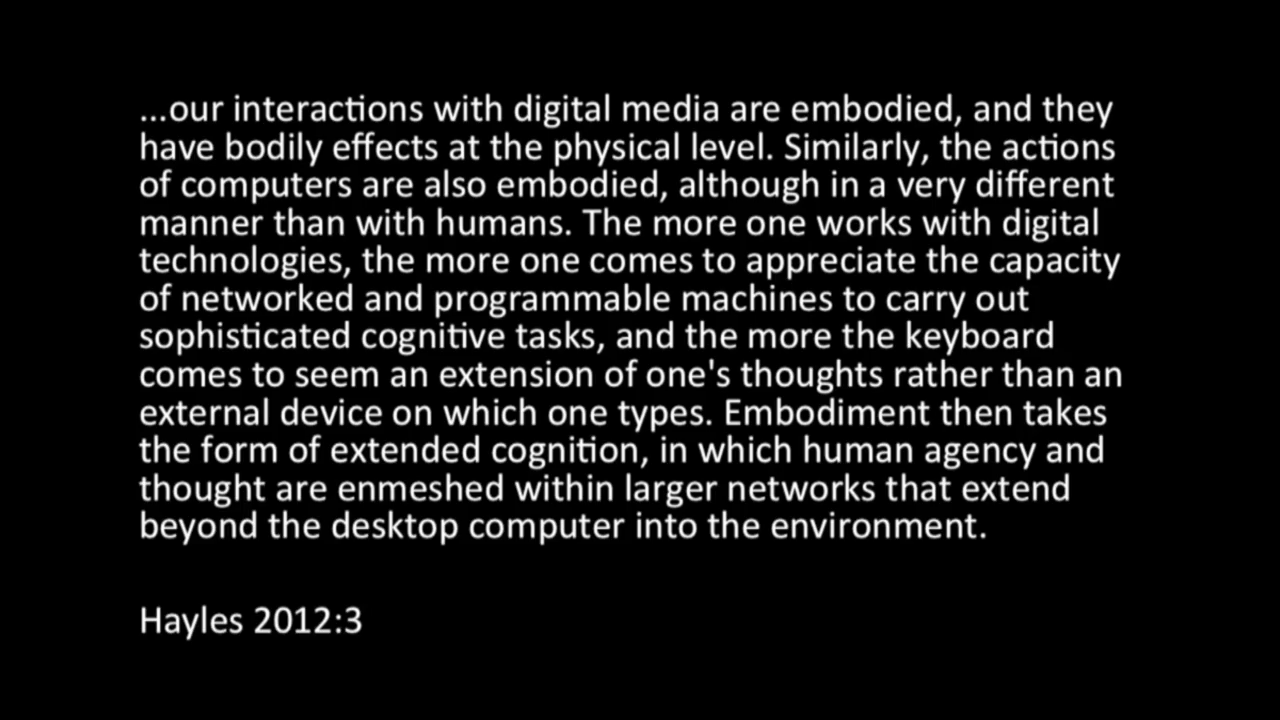 ...our interactions with digital media are embodied, and they
have bodily effects at the physical level. Similarly, the actions
of computers are also embodied, although in a very different
manner than with humans. The more one works with digital
technologies, the more one comes to appreciate the capacity
of networked and programmable machines to carry out
sophisticated cognitive tasks, and the more the keyboard
comes to seem an extension of one's thoughts rather than an
external device on which one types. Embodiment then takes
the form of extended cognition, in which human agency and
thought are enmeshed within larger networks that extend
beyond the desktop computer into the environment.
Hayles 2012:3